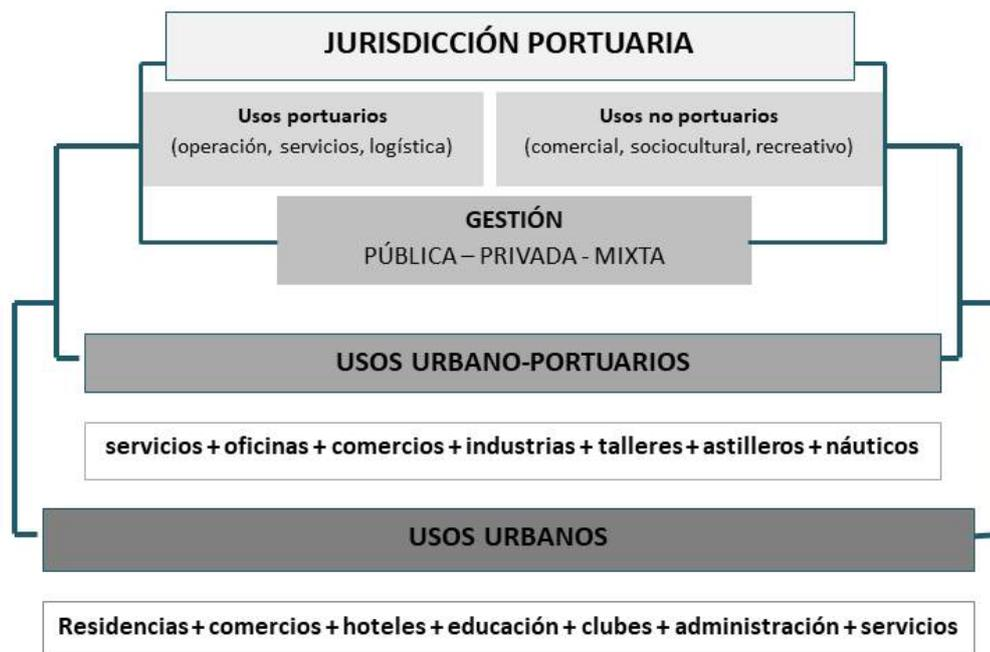 JURISDICCIÓN PORTUARIA
Usos portuarios
(operación, servicios, logística)
Usos no portuarios
(comercial, sociocultural, recreativo)
GESTIÓN
PÚBLICA – PRIVADA - MIXTA
USOS URBANO-PORTUARIOS
servicios + oficinas + comercios + industrias + talleres + astilleros + náuticos
USOS URBANOS
Residencias + comercios + hoteles + educación + clubes + administración + servicios